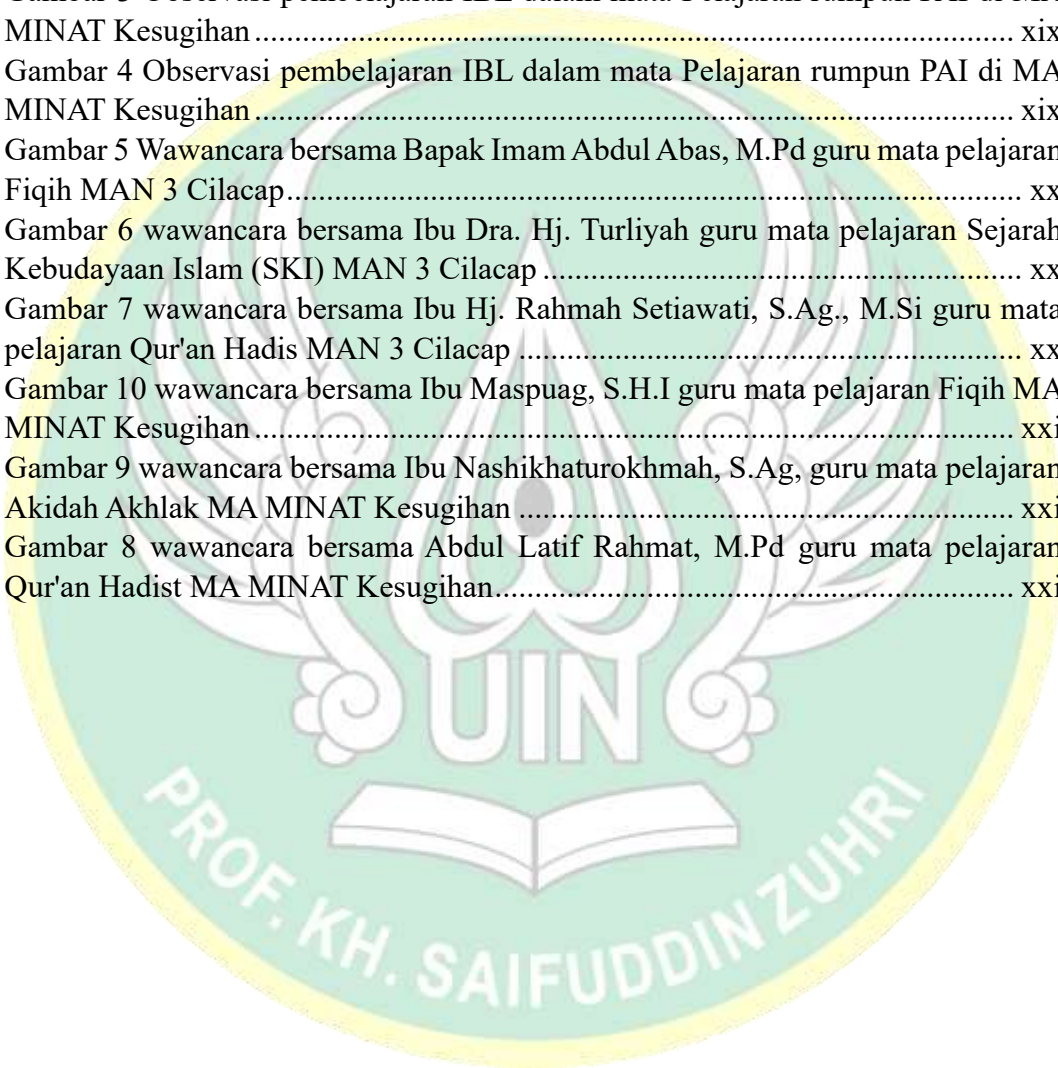 MINAT Kesugihan ........................................................................................... xix
Gambar 4 Observasi pembelajaran IBL dalam mata Pelajaran rumpun PAI di MA
MINAT Kesugihan ........................................................................................... xix
Gambar 5 Wawancara bersama Bapak Imam Abdul Abas, M.Pd guru mata pelajaran
Fiqih MAN 3 Cilacap ........................................................................................ xx
Gambar 6 wawancara bersama Ibu Dra. Hj. Turliyah guru mata pelajaran Sejarah
Kebudayaan Islam (SKI) MAN 3 Cilacap .......................................................... xx
Gambar 7 wawancara bersama Ibu Hj. Rahmah Setiawati, S.Ag., M.Si guru mata
pelajaran Qur'an Hadis MAN 3 Cilacap ............................................................. xx
Gambar 10 wawancara bersama Ibu Maspuag, S.H.I guru mata pelajaran Fiqih MA
MINAT Kesugihan ........................................................................................... xxi
Gambar 9 wawancara bersama Ibu Nashikhaturokhmah, S.Ag, guru mata pelajaran
Akidah Akhlak MA MINAT Kesugihan ............................................................ xxi
Gambar 8 wawancara bersama Abdul Latif Rahmat, M.Pd guru mata pelajaran
Qur'an Hadist MA MINAT Kesugihan ............................................................... xxi
UIN
PROF. KH. SAIFUDDIN ZUHRI